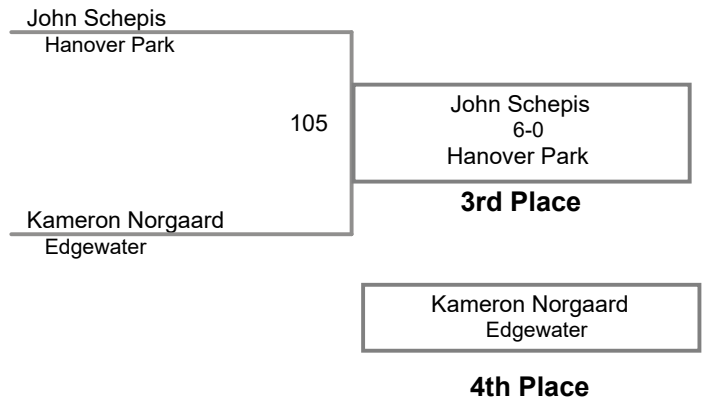 John Schepis
Hanover Park
105
John Schepis
6-0
Hanover Park
3rd Place
Kameron Norgaard
Edgewater
Kameron Norgaard
Edgewater
4th Place